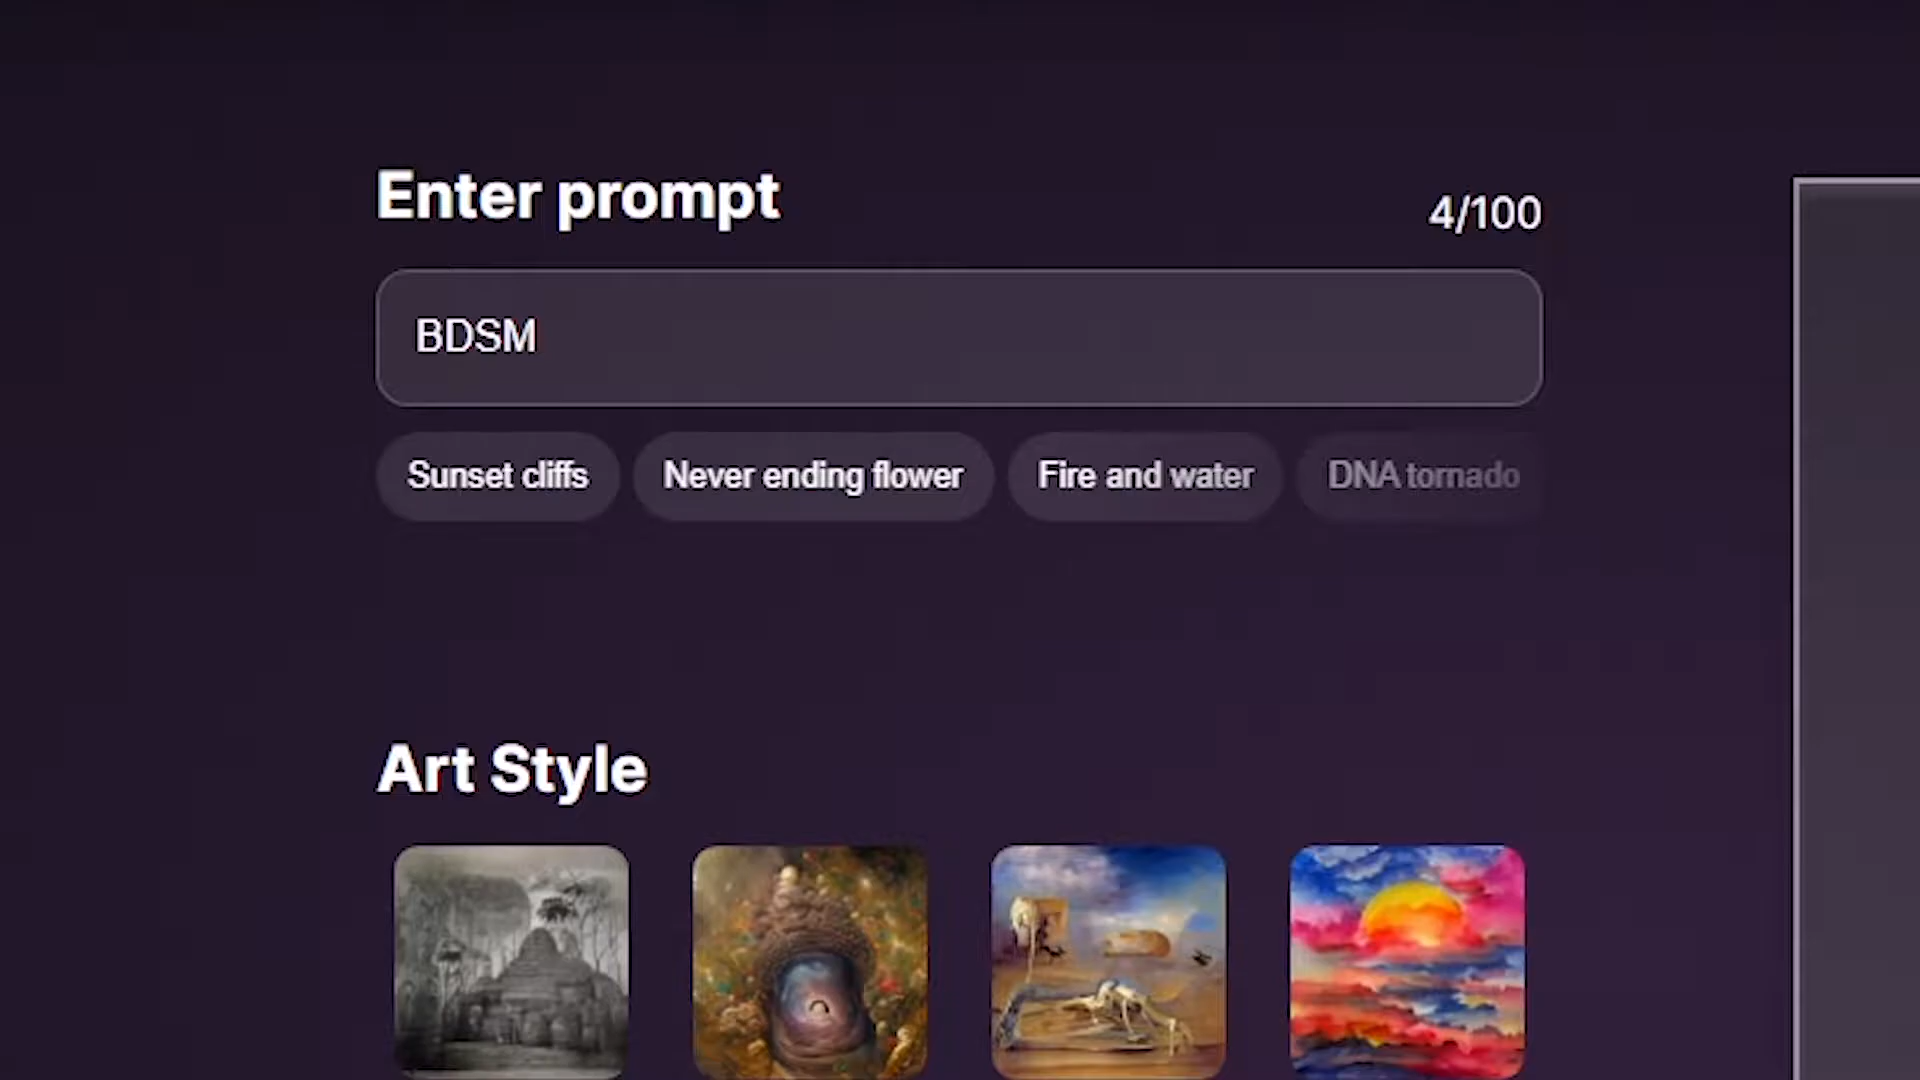 Enter prompt
4/100
BDSM
Sunset cliffs
Never ending flower
Fire and water
DNA tornado
Art Style